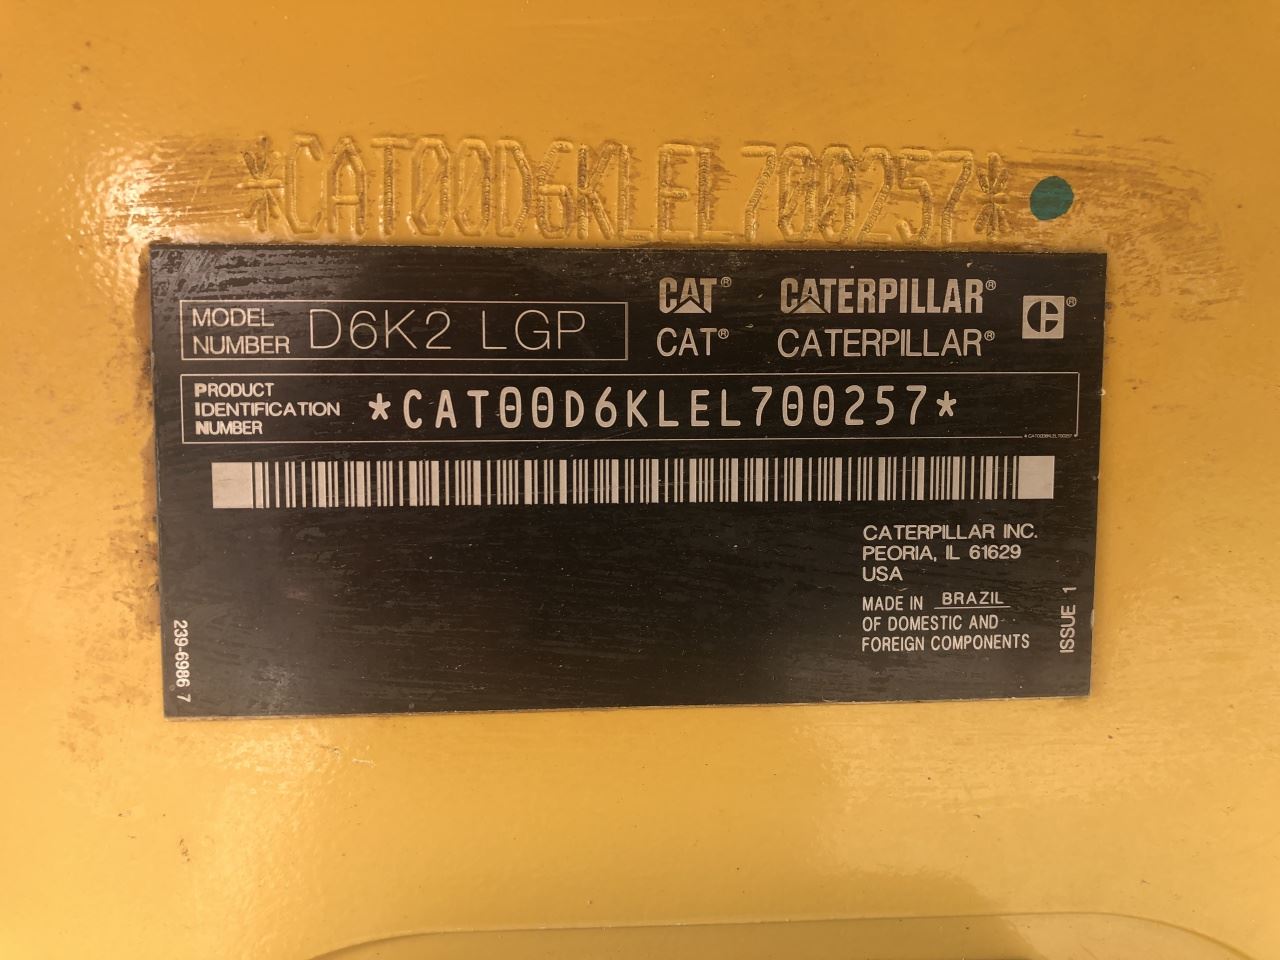 *CAT00D6KLEL700257*
MODEL NUMBER D6K2 LGP
CAT® CATERPILLAR®
CAT® CATERPILLAR®
C®
PRODUCT IDENTIFICATION NUMBER *CAT00D6KLEL700257*
*CAT00D6KLEL700257*
CATERPILLAR INC.
PEORIA, IL 61629
USA
MADE IN BRAZIL
OF DOMESTIC AND
FOREIGN COMPONENTS
ISSUE 1
239-6986 7